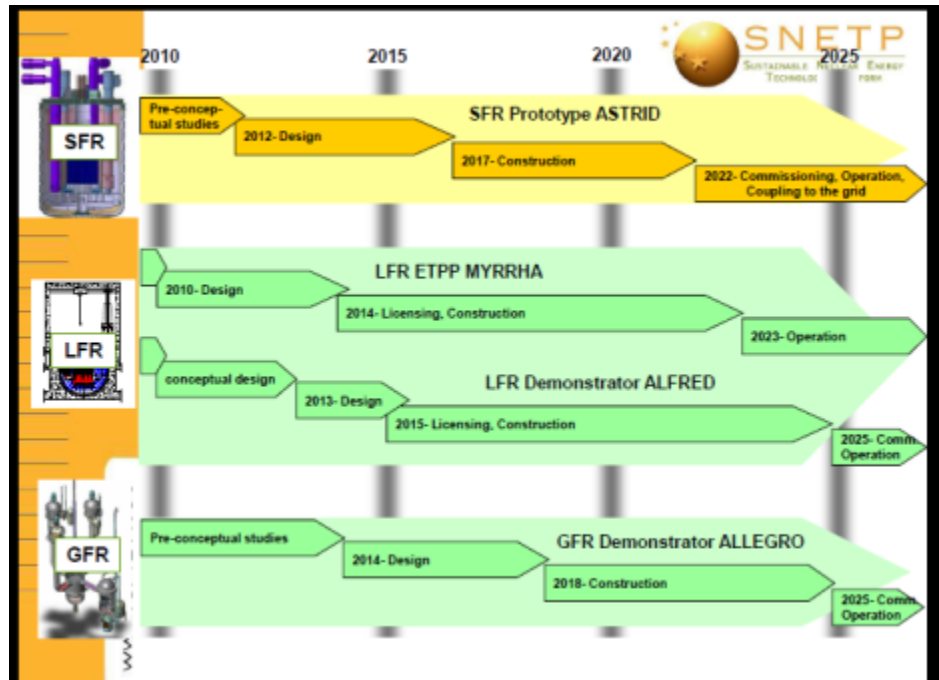 2010
2015
2020
2025
SNETP
SUSTAINABLE NUCLEAR ENERGY
TECHNOLOG FORM
SFR
Pre-concep-
tual studies
SFR Prototype ASTRID
2012- Design
2017- Construction
2022- Commissioning, Operation,
Coupling to the grid
LFR
LFR ETPP MYRRHA
2010- Design
2014- Licensing, Construction
2023- Operation
conceptual design
LFR Demonstrator ALFRED
2013- Design
2015- Licensing, Construction
2025- Comm.
Operation
GFR
Pre-conceptual studies
GFR Demonstrator ALLEGRO
2014- Design
2018- Construction
2025- Comm.
Operation